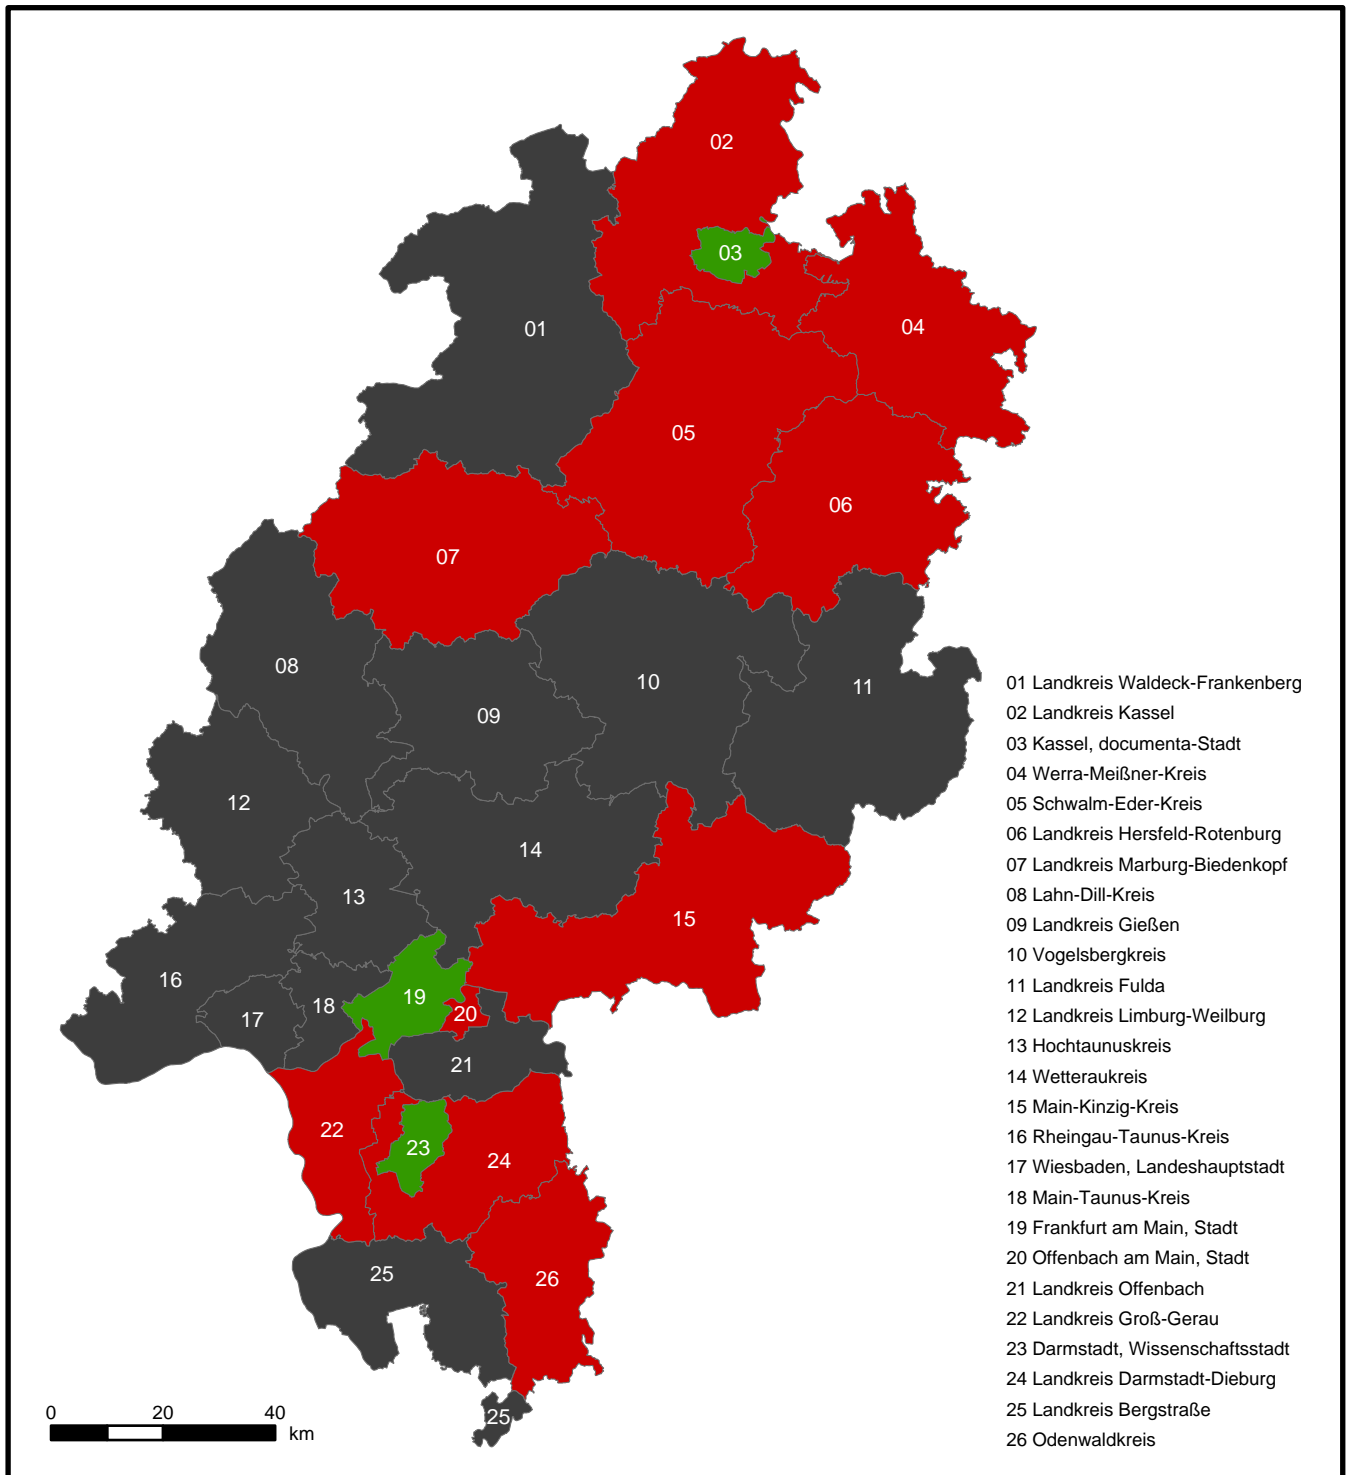 02
03
01
04
05
06
07
08
10
11
09
12
14
13
15
16
19
18
17
20
21
22
23
24
25
26
25
01 Landkreis Waldeck-Frankenberg
02 Landkreis Kassel
03 Kassel, documenta-Stadt
04 Werra-Meißner-Kreis
05 Schwalm-Eder-Kreis
06 Landkreis Hersfeld-Rotenburg
07 Landkreis Marburg-Biedenkopf
08 Lahn-Dill-Kreis
09 Landkreis Gießen
10 Vogelsbergkreis
11 Landkreis Fulda
12 Landkreis Limburg-Weilburg
13 Hochtaunuskreis
14 Wetteraukreis
15 Main-Kinzig-Kreis
16 Rheingau-Taunus-Kreis
17 Wiesbaden, Landeshauptstadt
18 Main-Taunus-Kreis
19 Frankfurt am Main, Stadt
20 Offenbach am Main, Stadt
21 Landkreis Offenbach
22 Landkreis Groß-Gerau
23 Darmstadt, Wissenschaftsstadt
24 Landkreis Darmstadt-Dieburg
25 Landkreis Bergstraße
26 Odenwaldkreis
0 20 40
km